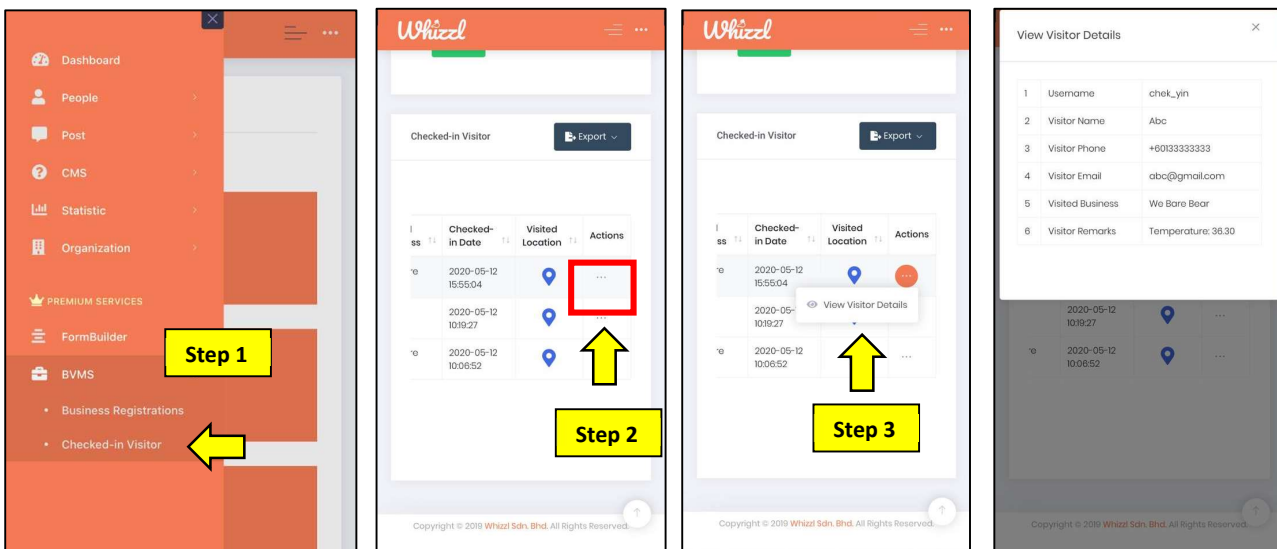 Dashboard
People
Post
CMS
Statistic
Organization
PREMIUM SERVICES
FormBuilder
Step 1
BVMS
Business Registrations
Checked-in Visitor
Whizzl
Checked-in Visitor
Export
ss
Checked-in Date
Visited Location
Actions
re
2020-05-12 15:55:04
...
2020-05-12 10:19:27
...
re
2020-05-12 10:06:52
Step 2
Copyright © 2019 Whizzl Sdn. Bhd. All Rights Reserved.
Whizzl
Checked-in Visitor
Export
ss
Checked-in Date
Visited Location
Actions
re
2020-05-12 15:55:04
...
View Visitor Details
2020-05-
10:19:27
re
2020-05-12 10:06:52
...
Step 3
Copyright © 2019 Whizzl Sdn. Bhd. All Rights Reserved.
View Visitor Details
1 Username chek_yin
2 Visitor Name Abc
3 Visitor Phone +60133333333
4 Visitor Email abc@gmail.com
5 Visited Business We Bare Bear
6 Visitor Remarks Temperature: 36.30
2020-05-12 10:19:27
...
re
2020-05-12 10:06:52
...
Copyright © 2019 Whizzl Sdn. Bhd. All Rights Reserved.